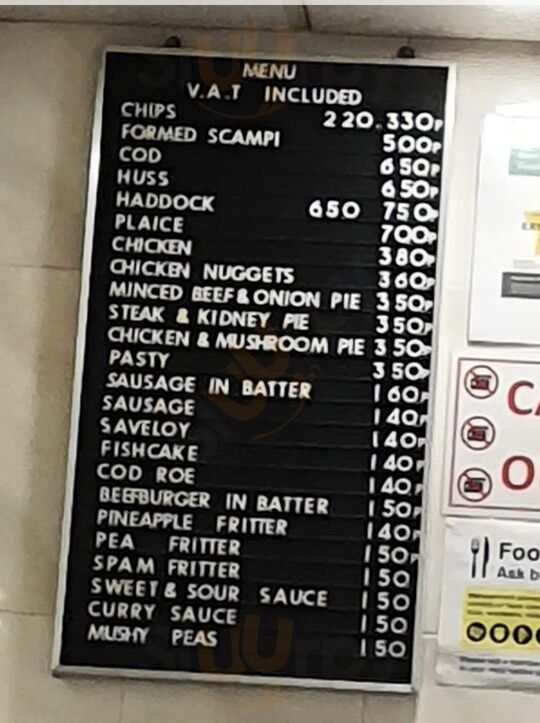 MENU
V.A.T INCLUDED
CHIPS 220.330p
FORMED SCAMPI 500p
COD 650p
HUSS 650p
HADDOCK 650 750p
PLAICE 700p
CHICKEN 380p
CHICKEN NUGGETS 360p
MINCED BEEF & ONION PIE 350p
STEAK & KIDNEY PIE 350p
CHICKEN & MUSHROOM PIE 350p
PASTY 350p
SAUSAGE IN BATTER 160p
SAUSAGE 140p
SAVELOY 140p
FISHCAKE 140p
COD ROE 140p
BEEFBURGER IN BATTER 150p
PINEAPPLE FRITTER 140p
PEA FRITTER 150p
SPAM FRITTER 150
SWEET & SOUR SAUCE 150
CURRY SAUCE 150
MUSHY PEAS 150
CA
O
Foo
Ask b